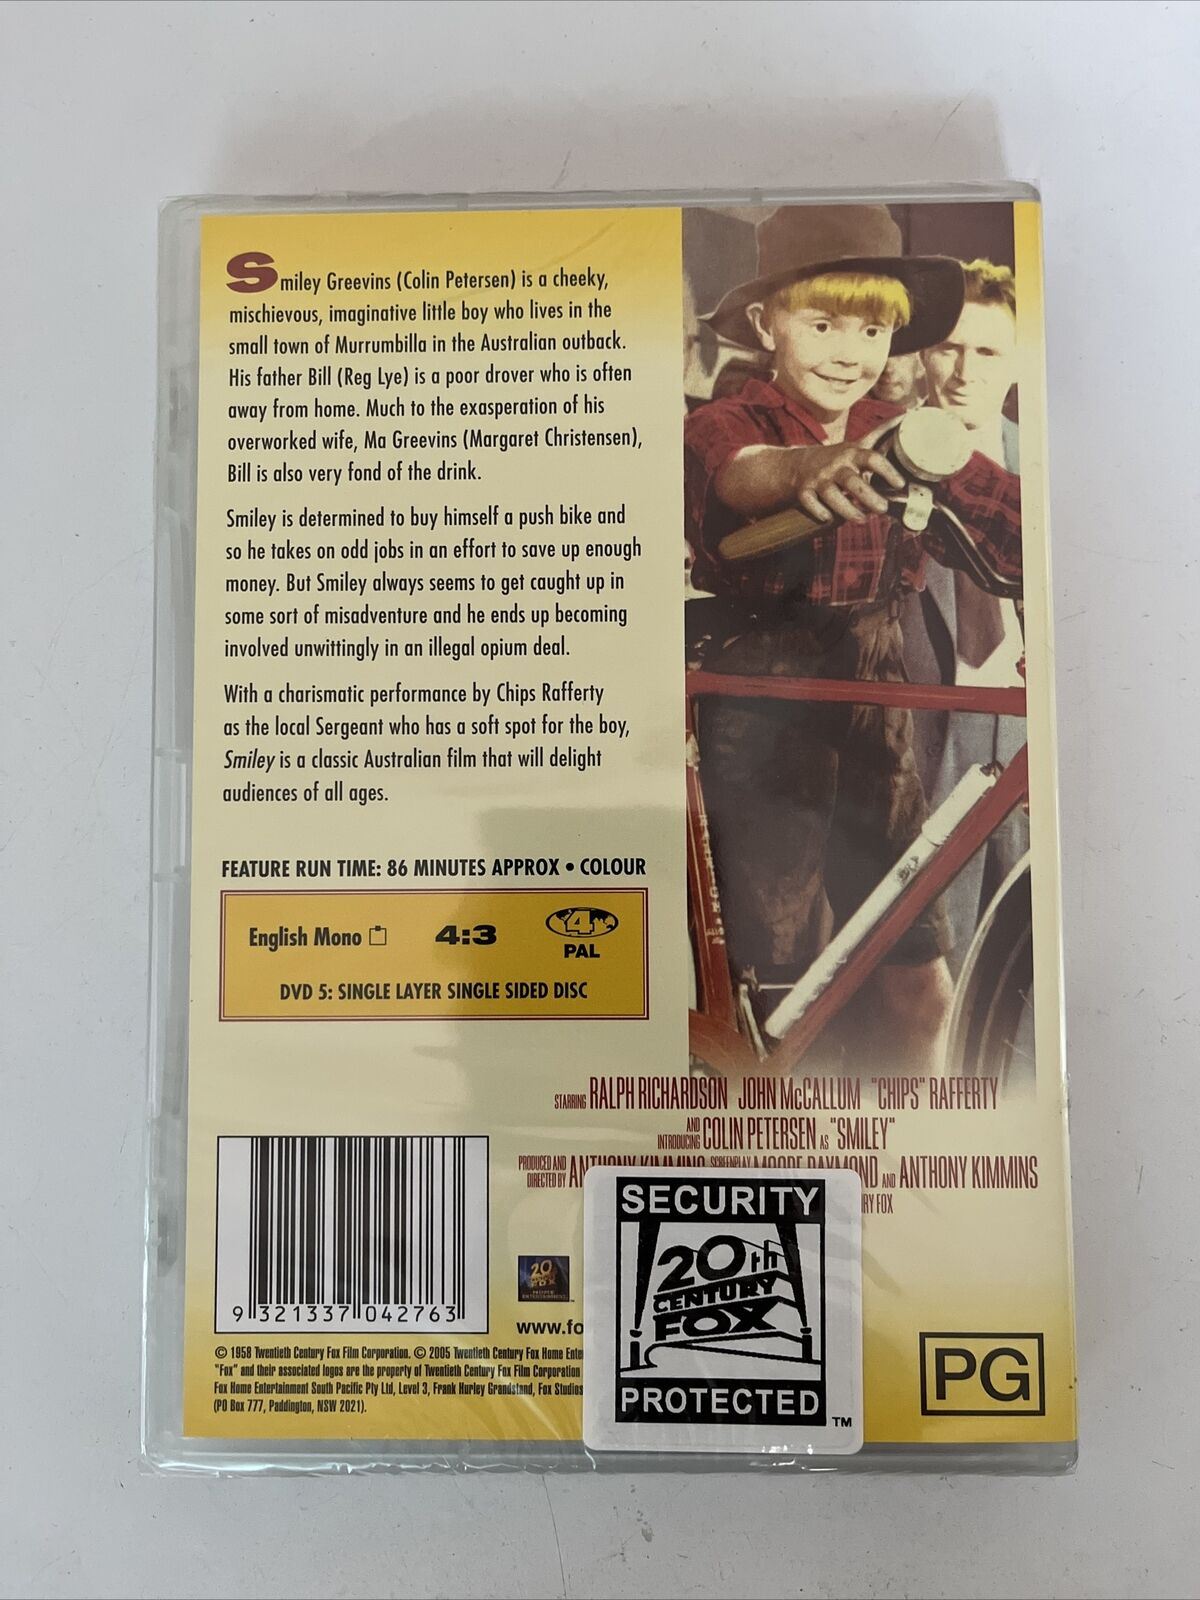 Smiley Greevins (Colin Petersen) is a cheeky,
mischievous, imaginative little boy who lives in the
small town of Murrumbilla in the Australian outback.
His father Bill (Reg Lye) is a poor drover who is often
away from home. Much to the exasperation of his
overworked wife, Ma Greevins (Margaret Christensen),
Bill is also very fond of the drink.
Smiley is determined to buy himself a push bike and
so he takes on odd jobs in an effort to save up enough
money. But Smiley always seems to get caught up in
some sort of misadventure and he ends up becoming
involved unwittingly in an illegal opium deal.
With a charismatic performance by Chips Rafferty
as the local Sergeant who has a soft spot for the boy,
Smiley is a classic Australian film that will delight
audiences of all ages.
FEATURE RUN TIME: 86 MINUTES APPROX • COLOUR
English Mono 4:3 4
PAL
DVD 5: SINGLE LAYER SINGLE SIDED DISC
STARRING RALPH RICHARDSON JOHN McCALLUM "CHIPS" RAFFERTY
AND INTRODUCING COLIN PETERSEN AS "SMILEY"
PRODUCED AND DIRECTED BY ANTHONY KIMMINS SCREENPLAY MOORE RAYMOND AND ANTHONY KIMMINS
RY FOX
SECURITY
20th
CENTURY
FOX
PROTECTED
TM
9 321337 042763
20
FOX
HOME
ENTERTAINMENT
www.fo
© 1958 Twentieth Century Fox Film Corporation. © 2005 Twentieth Century Fox Home Enter
"Fox" and their associated logos are the property of Twentieth Century Fox Film Corporation
Fox Home Entertainment South Pacific Pty Ltd, Level 3, Frank Hurley Grandstand, Fox Studios
(PO Box 777, Paddington, NSW 2021).
PG